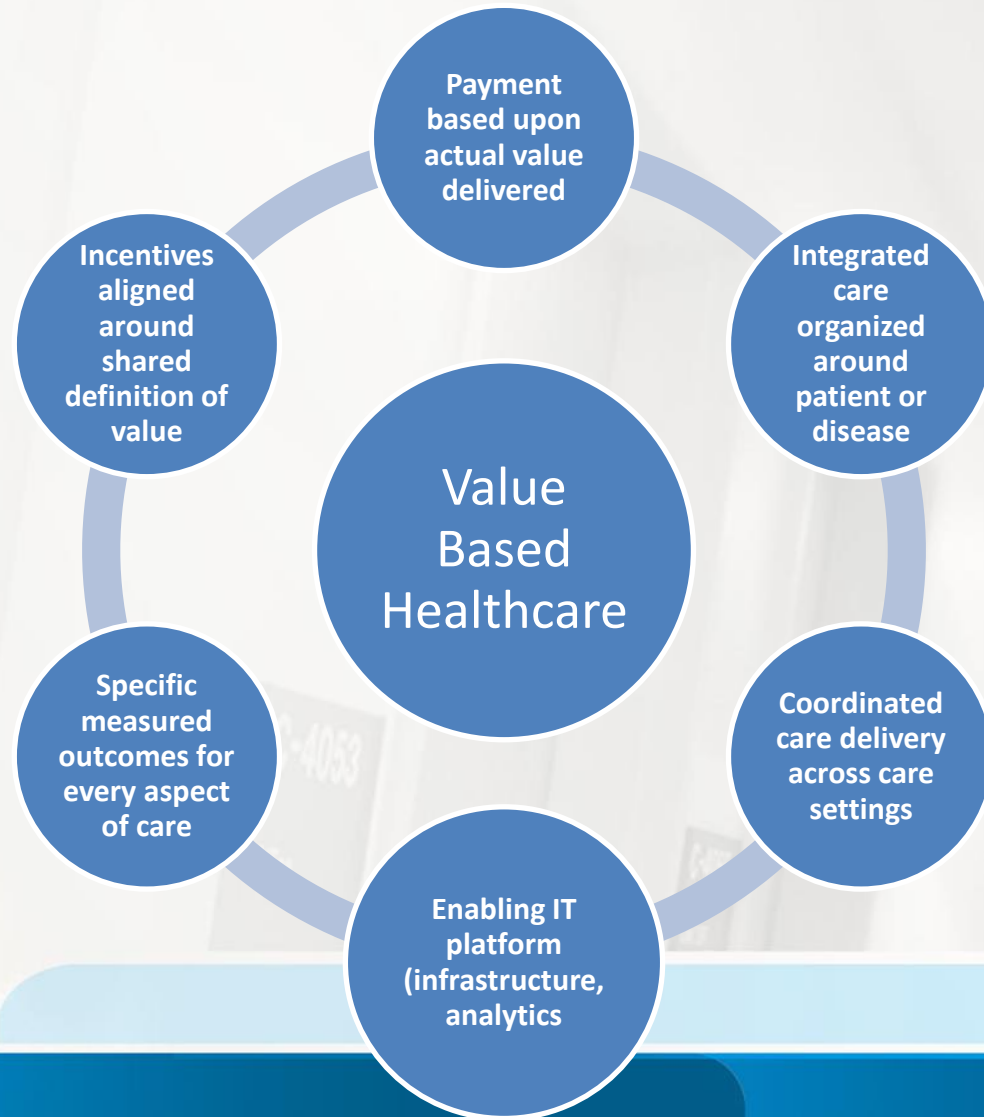 Payment
based upon
actual value
delivered
Integrated
care
organized
around
patient or
disease
Coordinated
care delivery
across care
settings
Enabling IT
platform
(infrastructure,
analytics
Specific
measured
outcomes for
every aspect
of care
Incentives
aligned
around
shared
definition of
value
Value
Based
Healthcare
C-4053